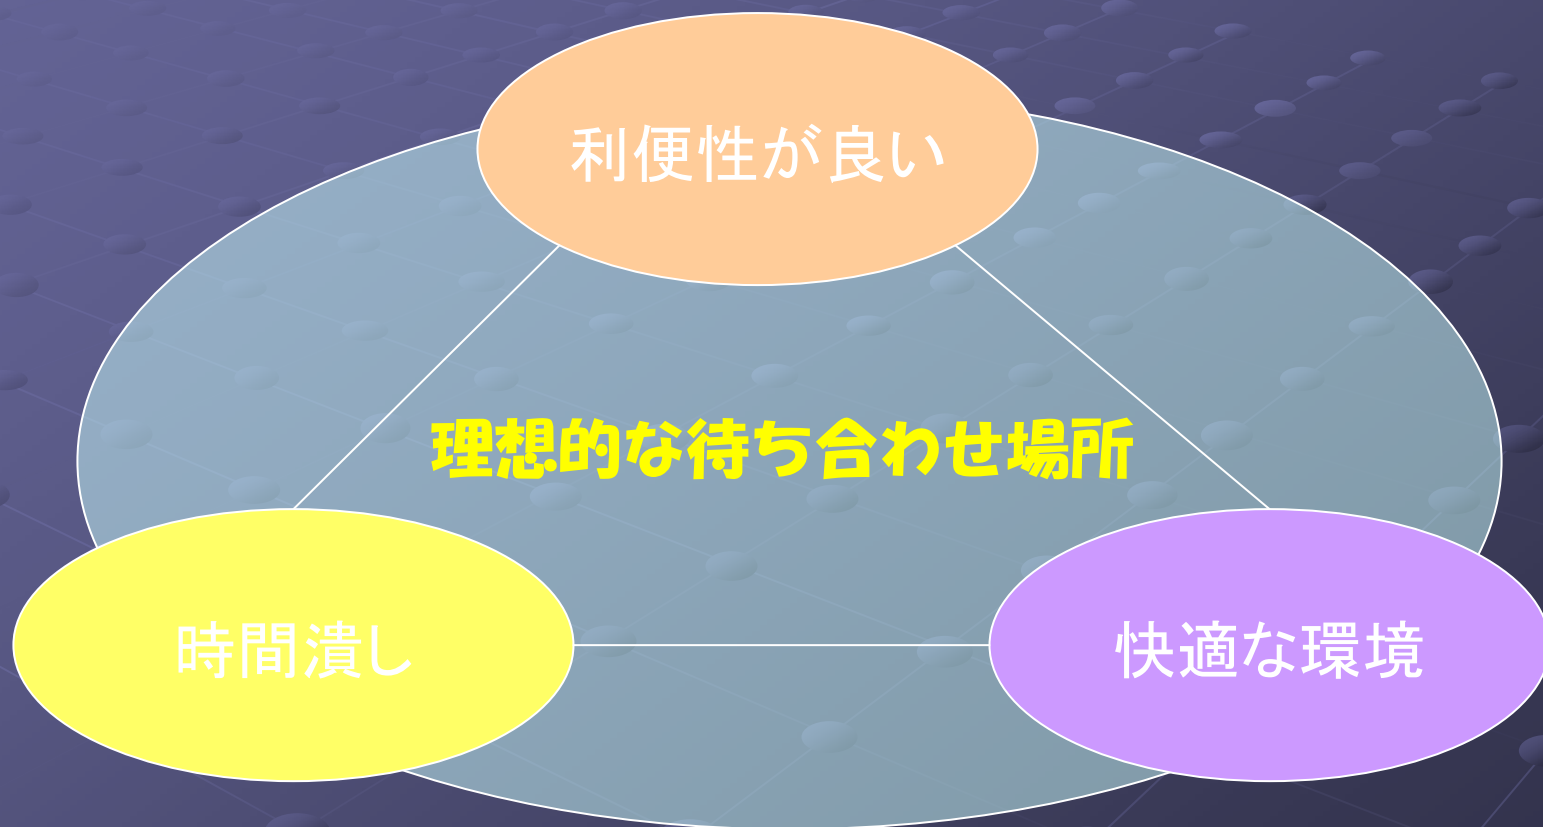 利便性が良い
理想的な待ち合わせ場所
時間潰し
快適な環境